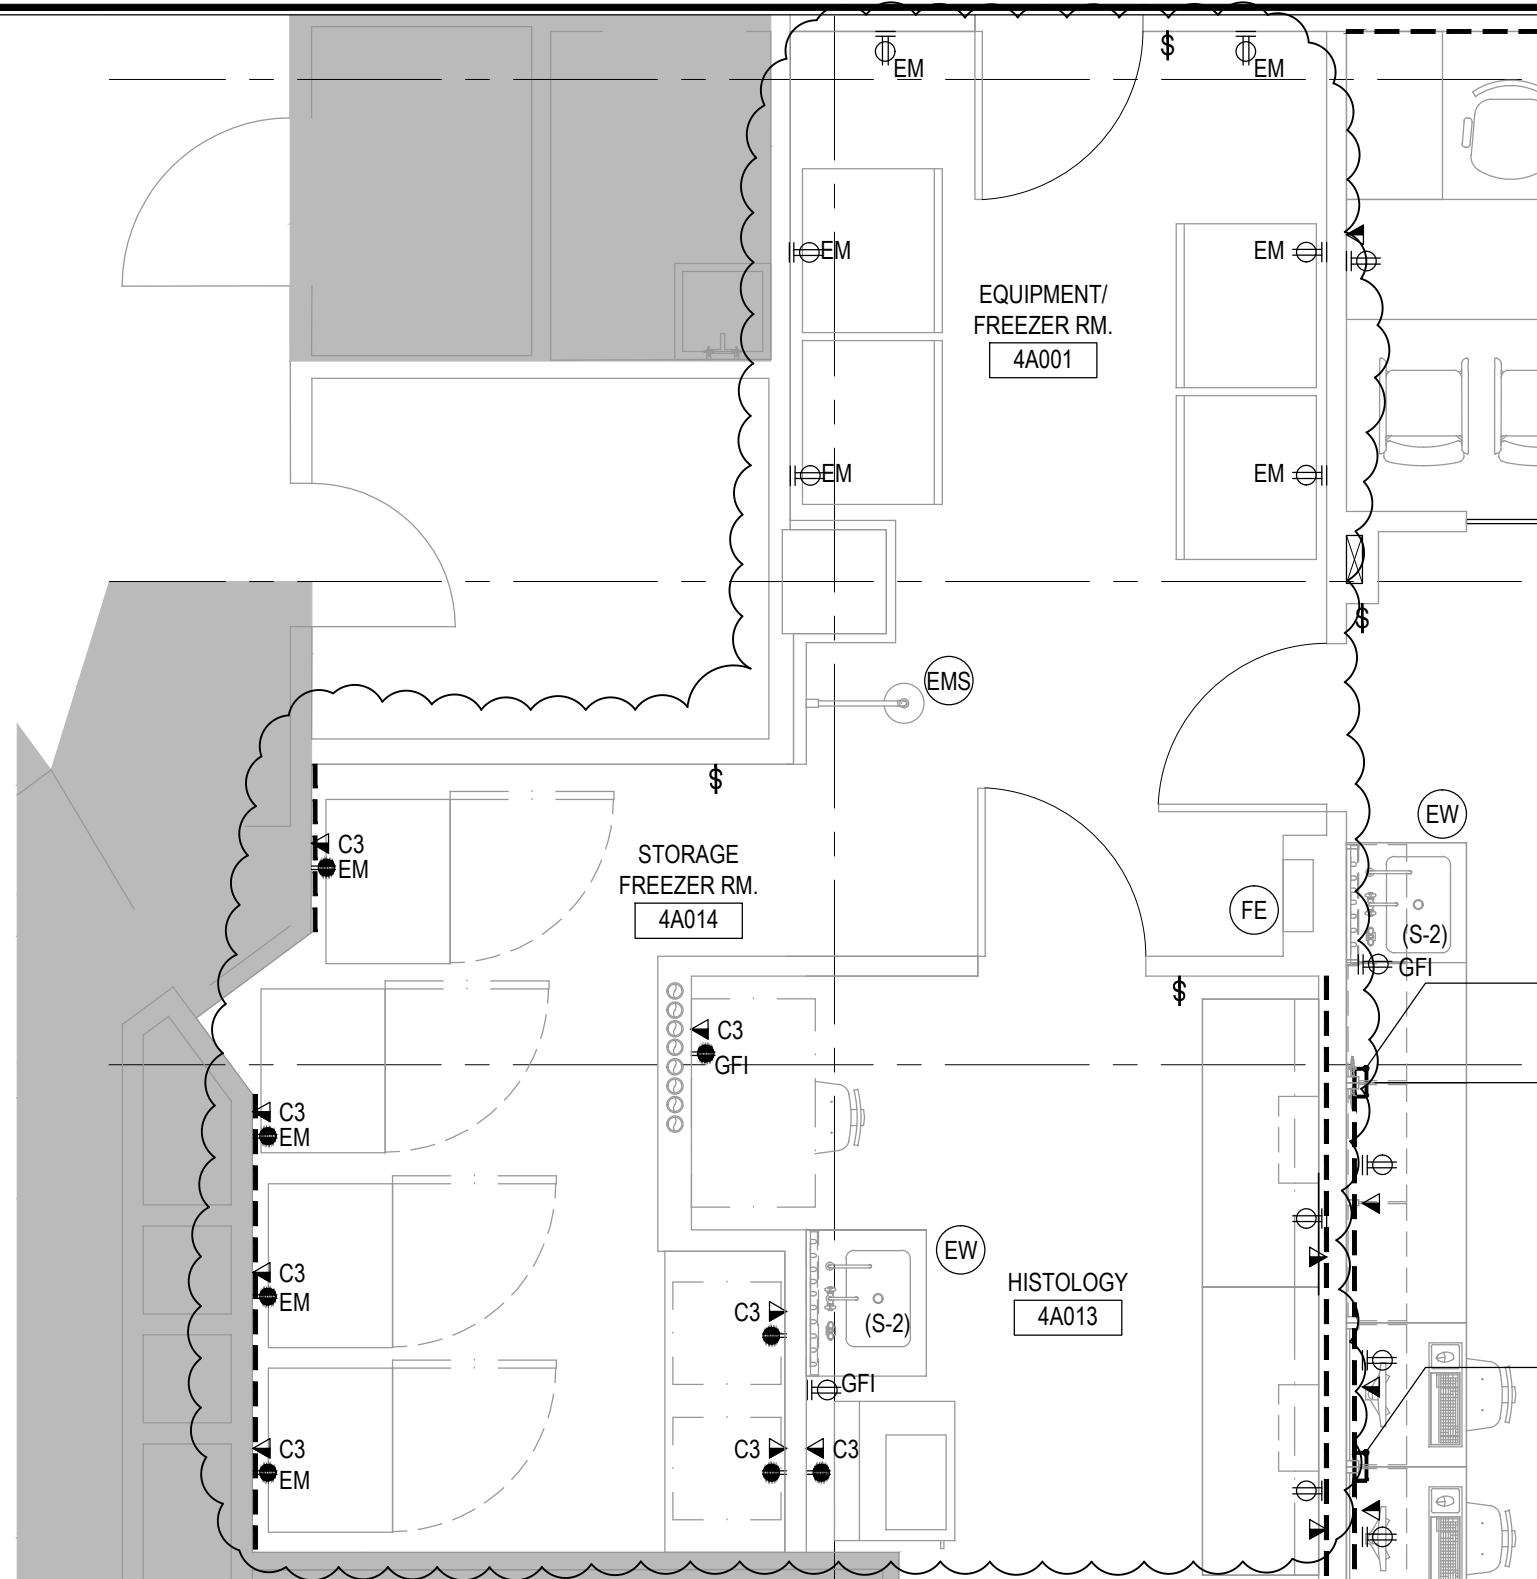 EM
EM
$
EM
EM
EQUIPMENT/
FREEZER RM.
4A001
EM
EM
$
EMS
$
EW
C3
EM
STORAGE
FREEZER RM.
4A014
FE
(S-2)
GFI
$
C3
GFI
C3
EM
EW
C3
EM
HISTOLOGY
4A013
C3
(S-2)
GFI
C3
EM
C3
C3